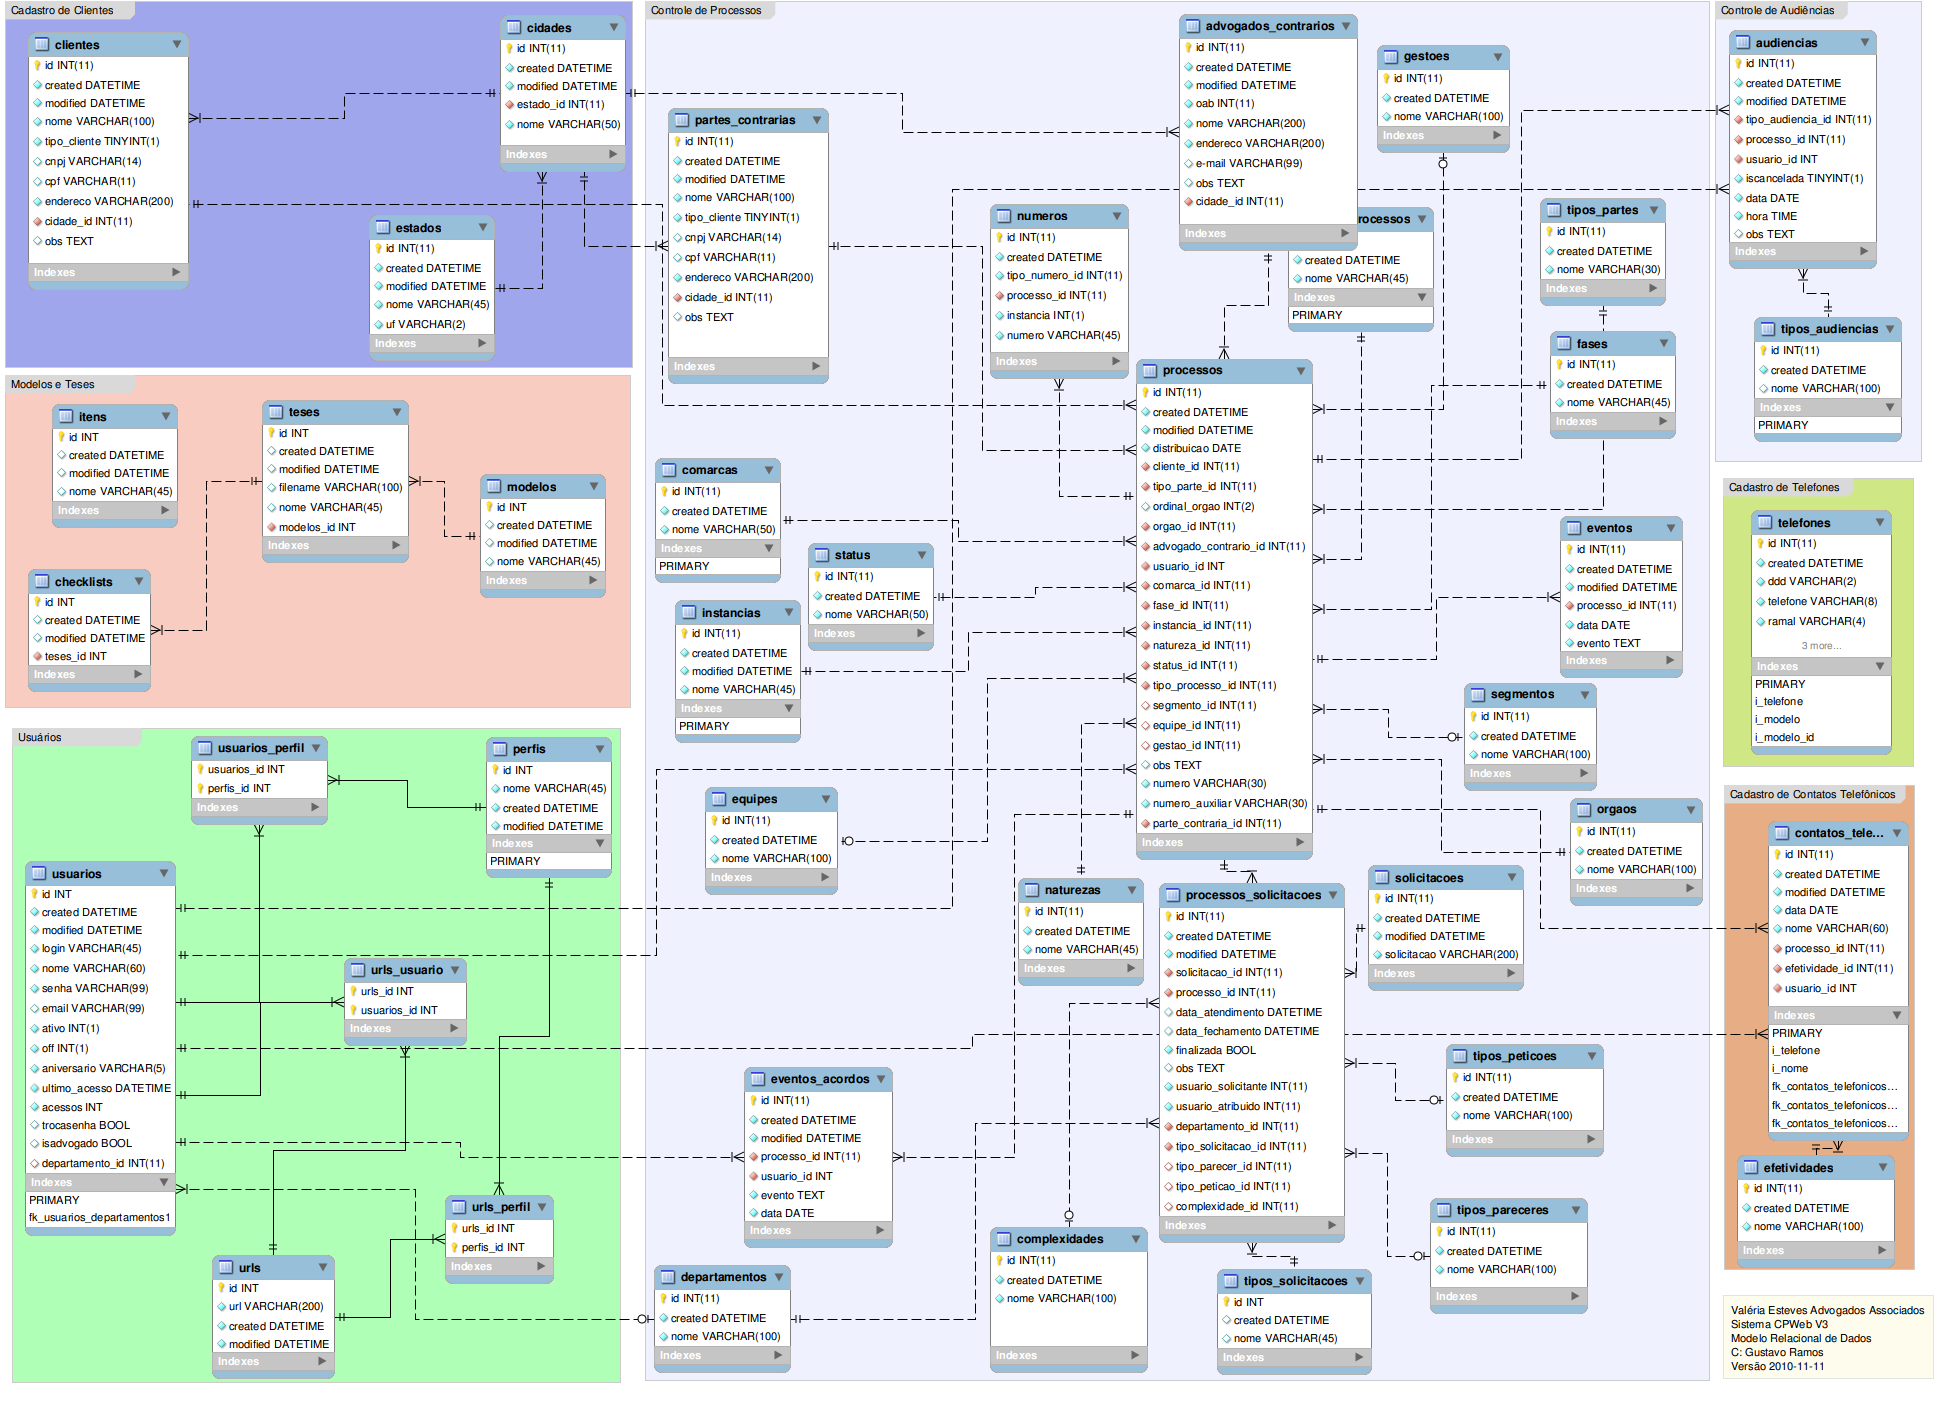 Cadastro de Clientes
clientes
id INT(11)
created DATETIME
modified DATETIME
nome VARCHAR(100)
tipo_cliente TINYINT(1)
cnpj VARCHAR(14)
cpf VARCHAR(11)
endereco VARCHAR(200)
cidade_id INT(11)
obs TEXT
Indexes
cidades
id INT(11)
created DATETIME
modified DATETIME
estado_id INT(11)
nome VARCHAR(50)
Indexes
estados
id INT(11)
created DATETIME
modified DATETIME
nome VARCHAR(45)
uf VARCHAR(2)
Indexes
Modelos e Teses
itens
id INT
created DATETIME
modified DATETIME
nome VARCHAR(45)
Indexes
teses
id INT
created DATETIME
modified DATETIME
filename VARCHAR(100)
nome VARCHAR(45)
modelos_id INT
Indexes
modelos
id INT
created DATETIME
modified DATETIME
nome VARCHAR(45)
Indexes
checklists
id INT
created DATETIME
modified DATETIME
teses_id INT
Indexes
Usuários
usuarios_perfil
usuarios_id INT
perfis_id INT
Indexes
perfis
id INT
nome VARCHAR(45)
created DATETIME
modified DATETIME
Indexes
PRIMARY
usuarios
id INT
created DATETIME
modified DATETIME
login VARCHAR(45)
nome VARCHAR(60)
senha VARCHAR(99)
email VARCHAR(99)
ativo INT(1)
off INT(1)
aniversario VARCHAR(5)
ultimo_acesso DATETIME
acessos INT
trocasenha BOOL
isadvogado BOOL
departamento_id INT(11)
Indexes
PRIMARY
fk_usuarios_departamentos1
urls_usuario
urls_id INT
usuarios_id INT
Indexes
urls_perfil
urls_id INT
perfis_id INT
Indexes
urls
id INT
url VARCHAR(200)
created DATETIME
modified DATETIME
Indexes
Controle de Processos
partes_contrarias
id INT(11)
created DATETIME
modified DATETIME
nome VARCHAR(100)
tipo_cliente TINYINT(1)
cnpj VARCHAR(14)
cpf VARCHAR(11)
endereco VARCHAR(200)
cidade_id INT(11)
obs TEXT
Indexes
advogados_contrarios
id INT(11)
created DATETIME
modified DATETIME
oab INT(11)
nome VARCHAR(200)
endereco VARCHAR(200)
e-mail VARCHAR(99)
obs TEXT
cidade_id INT(11)
Indexes
gestoes
id INT(11)
created DATETIME
nome VARCHAR(100)
Indexes
numeros
id INT(11)
created DATETIME
tipo_numero_id INT(11)
processo_id INT(11)
instancia INT(1)
numero VARCHAR(45)
Indexes
rocessos
created DATETIME
nome VARCHAR(45)
Indexes
PRIMARY
tipos_partes
id INT(11)
created DATETIME
nome VARCHAR(30)
Indexes
fases
id INT(11)
created DATETIME
nome VARCHAR(45)
Indexes
processos
id INT(11)
created DATETIME
modified DATETIME
distribuicao DATE
cliente_id INT(11)
tipo_parte_id INT(11)
ordinal_orgao INT(2)
orgao_id INT(11)
advogado_contrario_id INT(11)
usuario_id INT
comarca_id INT(11)
fase_id INT(11)
instancia_id INT(11)
natureza_id INT(11)
status_id INT(11)
tipo_processo_id INT(11)
segmento_id INT(11)
equipe_id INT(11)
gestao_id INT(11)
obs TEXT
numero VARCHAR(30)
numero_auxiliar VARCHAR(30)
parte_contraria_id INT(11)
Indexes
comarcas
id INT(11)
created DATETIME
nome VARCHAR(50)
Indexes
PRIMARY
status
id INT(11)
created DATETIME
nome VARCHAR(50)
Indexes
instancias
id INT(11)
created DATETIME
modified DATETIME
nome VARCHAR(45)
Indexes
PRIMARY
eventos
id INT(11)
created DATETIME
modified DATETIME
processo_id INT(11)
data DATE
evento TEXT
Indexes
segmentos
id INT(11)
created DATETIME
nome VARCHAR(100)
Indexes
equipes
id INT(11)
created DATETIME
nome VARCHAR(100)
Indexes
orgaos
id INT(11)
created DATETIME
nome VARCHAR(100)
Indexes
naturezas
id INT(11)
created DATETIME
nome VARCHAR(45)
Indexes
processos_solicitacoes
id INT(11)
created DATETIME
modified DATETIME
solicitacao_id INT(11)
processo_id INT(11)
data_atendimento DATETIME
data_fechamento DATETIME
finalizada BOOL
obs TEXT
usuario_solicitante INT(11)
usuario_atribuido INT(11)
departamento_id INT(11)
tipo_solicitacao_id INT(11)
tipo_parecer_id INT(11)
tipo_peticao_id INT(11)
complexidade_id INT(11)
Indexes
solicitacoes
id INT(11)
created DATETIME
modified DATETIME
solicitacao VARCHAR(200)
Indexes
eventos_acordos
id INT(11)
created DATETIME
modified DATETIME
processo_id INT(11)
usuario_id INT
evento TEXT
data DATE
Indexes
tipos_peticoes
id INT(11)
created DATETIME
nome VARCHAR(100)
Indexes
tipos_pareceres
id INT(11)
created DATETIME
nome VARCHAR(100)
Indexes
complexidades
id INT(11)
created DATETIME
nome VARCHAR(100)
Indexes
departamentos
id INT(11)
created DATETIME
nome VARCHAR(100)
Indexes
tipos_solicitacoes
id INT
created DATETIME
nome VARCHAR(45)
Indexes
Controle de Audiências
audiencias
id INT(11)
created DATETIME
modified DATETIME
tipo_audiencia_id INT(11)
processo_id INT(11)
usuario_id INT
iscancelada TINYINT(1)
data DATE
hora TIME
obs TEXT
Indexes
tipos_audiencias
id INT(11)
created DATETIME
nome VARCHAR(100)
Indexes
PRIMARY
Cadastro de Telefones
telefones
id INT(11)
created DATETIME
ddd VARCHAR(2)
telefone VARCHAR(8)
ramal VARCHAR(4)
3 more...
Indexes
PRIMARY
i_telefone
i_modelo
i_modelo_id
Cadastro de Contatos Telefônicos
contatos_tele...
id INT(11)
created DATETIME
modified DATETIME
data DATE
nome VARCHAR(60)
processo_id INT(11)
efetividade_id INT(11)
usuario_id INT
Indexes
PRIMARY
i_telefone
i_nome
fk_contatos_telefonicos...
fk_contatos_telefonicos...
fk_contatos_telefonicos...
efetividades
id INT(11)
created DATETIME
nome VARCHAR(100)
Indexes
Valéria Esteves Advogados Associados
Sistema CPWeb V3
Modelo Relacional de Dados
C: Gustavo Ramos
Versão 2010-11-11